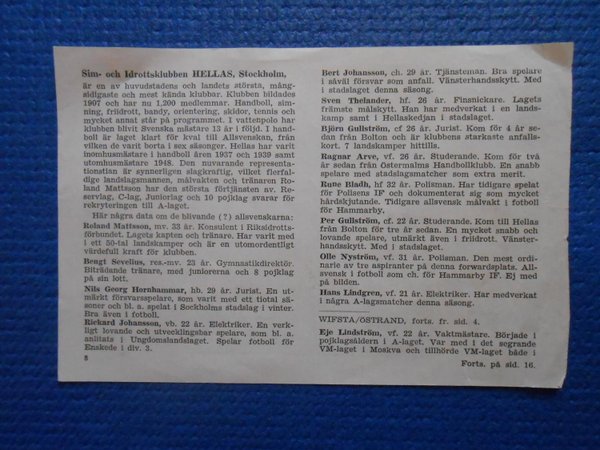 Sim- och Idrottsklubben HELLAS, Stockholm,
är en av huvudstadens och landets största, mång-
sidigaste och mest kända klubbar. Klubben bildades
1907 och har nu 1,200 medlemmar. Handboll, sim-
ning, friidrott, bandy, orientering, skidor, tennis och
mycket annat står på programmet. I vattenpolo har
klubben blivit Svenska mästare 13 år i följd. I hand-
boll är laget klart för kval till Allsvenskan, från
vilken de varit borta i sex säsonger. Hellas har varit
inomhusmästare i handboll åren 1937 och 1939 samt
utomhusmästare 1948. Den nuvarande representa-
tionstian är synnerligen slagkraftig, vilket flerfal-
dige landslagsmannen, målvakten och tränaren Ro-
land Mattsson har den största förtjänsten av. Re-
servlag, C-lag, Juniorlag och 10 pojklag svarar för
rekryteringen till A-laget.
Här några data om de blivande (?) allsvenskarna:
Roland Mattsson, mv. 33 år. Konsulent i Riksidrotts-
förbundet. Lagets kapten och tränare. Har varit med
i ett 50-tal landskamper och är en utomordentligt
värdefull kraft för klubben.
Bengt Sevelius, res.-mv. 23 år. Gymnastikdirektör.
Biträdande tränare, med juniorerna och 8 pojklag
på sin lott.
Nils Georg Hornhammar, hb. 29 år. Jurist. En ut-
märkt försvarsspelare, som varit med ett tiotal sä-
soner och bl. a. spelat i Sockholms stadslag i vinter.
Bra även i fotboll.
Rickard Johansson, vb. 22 år. Elektriker. En verk-
ligt lovande och utvecklingsbar spelare, som bl. a.
anlitats i Ungdomslandslaget. Spelar fotboll för
Enskede i div. 3.
8
Bert Johansson, ch. 29 år. Tjänsteman. Bra spelare
i såväl försvar som anfall. Vänsterhandsskytt. Med
i stadslaget denna säsong.
Sven Thelander, hf. 26 år. Finsnickare. Lagets
främste målskytt. Han har medverkat i en landskamp
kamp samt i Hellaskedjan i stadslaget.
Björn Gullström, cf 26 år. Jurist. Kom för 4 år se-
dan från Bolton och är klubbens starkaste anfalls-
kort. 7 landskamper hittills.
Ragnar Arve, vf. 26 år. Studerande. Kom för två
år sedan från Östermalms Handbollklubb. En snabb
spelare med stadslagsmatcher som extra merit.
Rune Bladh, hf 32 år. Polisman. Har tidigare spelat
för Polisens IF och dokumenterat sig som mycket
hårdskjutande. Tidigare allsvensk målvakt i fotboll
för Hammarby.
Per Gullström, cf. 22 år. Studerande. Kom till Hellas
från Bolton för tre år sedan. En mycket snabb och
lovande spelare, utmärkt även i friidrott. Vänster-
handsskytt. Med i stadslaget.
Olle Nyström, vf. 31 år. Polisman. Den mest ordi-
narie av tre aspiranter på denna forwardsplats. All-
svensk i fotboll som ch. för Hammarby IF. Ej med
på bilden.
Hans Lindgren, vf. 21 år. Elektriker. Har medverkat
i några A-lagsmatcher denna säsong.
WIFSTA/ÖSTRAND, forts. fr. sid. 4.
Eje Lindström, vf. 22 år. Vaktmästare. Började i
pojklagsåldern i A-laget. Var med i det segrande
VM-laget i Moskva och tillhörde VM-laget både i
Forts. på sid. 16.